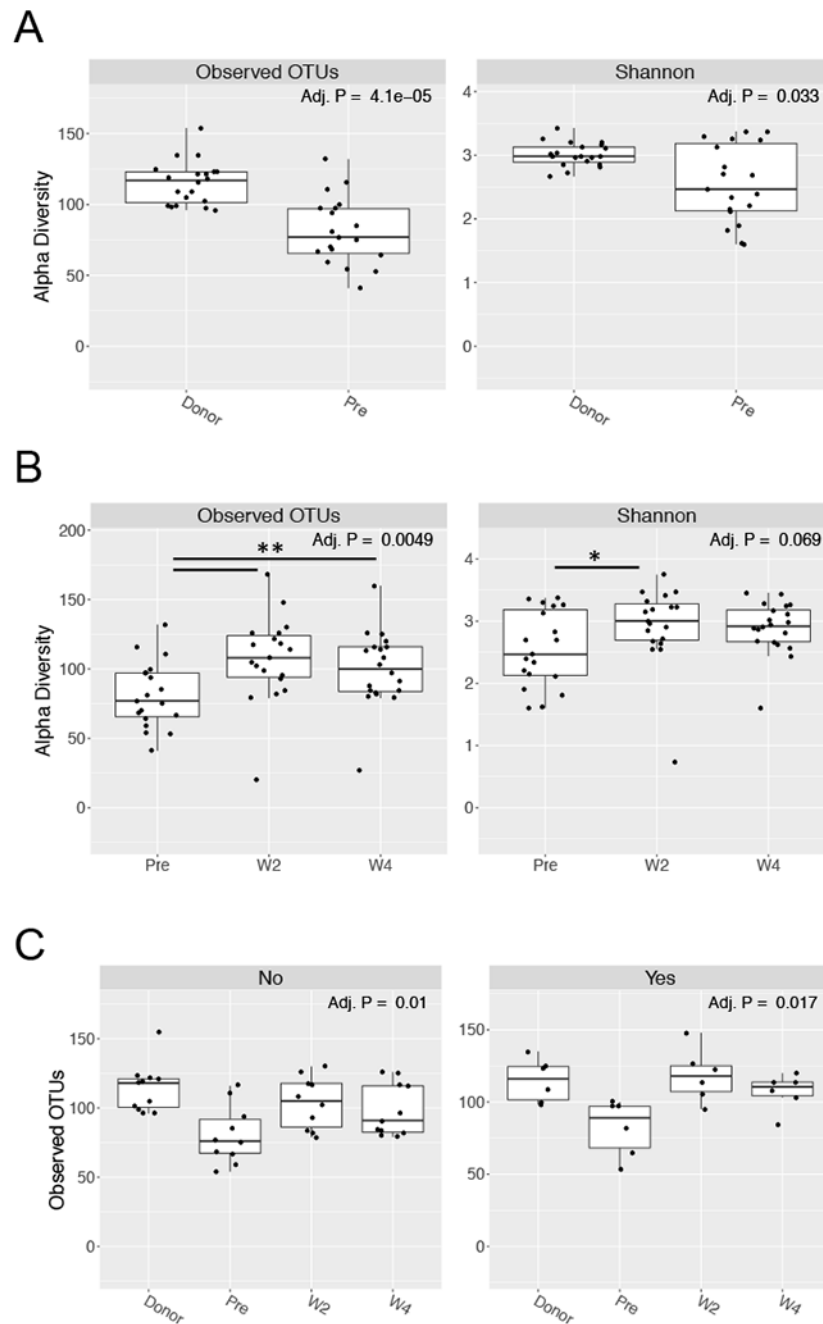 A
Observed OTUs
Shannon
Adj. P = 4.1e−05
Adj. P = 0.033
Alpha Diversity
150
100
50
0
4
3
2
1
0
Donor
Pre
Donor
Pre
B
Observed OTUs
Shannon
Adj. P = 0.0049
Adj. P = 0.069
**
*
Alpha Diversity
200
150
100
50
0
4
3
2
1
0
Pre
W2
W4
Pre
W2
W4
C
No
Yes
Adj. P = 0.01
Adj. P = 0.017
Observed OTUs
150
100
50
0
150
100
50
0
Donor
Pre
W2
W4
Donor
Pre
W2
W4